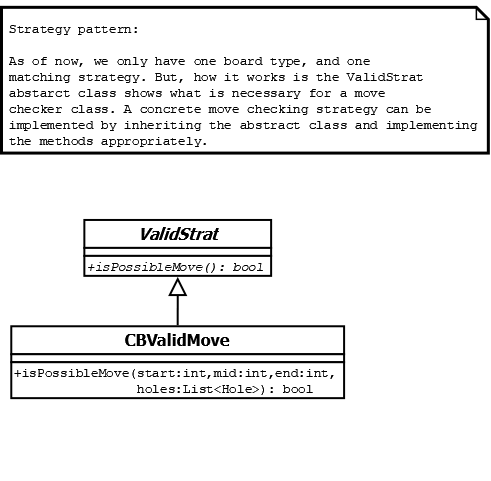 Strategy pattern:
As of now, we only have one board type, and one
matching strategy. But, how it works is the ValidStrat
abstarct class shows what is necessary for a move
checker class. A concrete move checking strategy can be
implemented by inheriting the abstract class and implementing
the methods appropriately.
ValidStrat
+isPossibleMove(): bool
CBValidMove
+isPossibleMove(start:int,mid:int,end:int,
holes:List<Hole>): bool